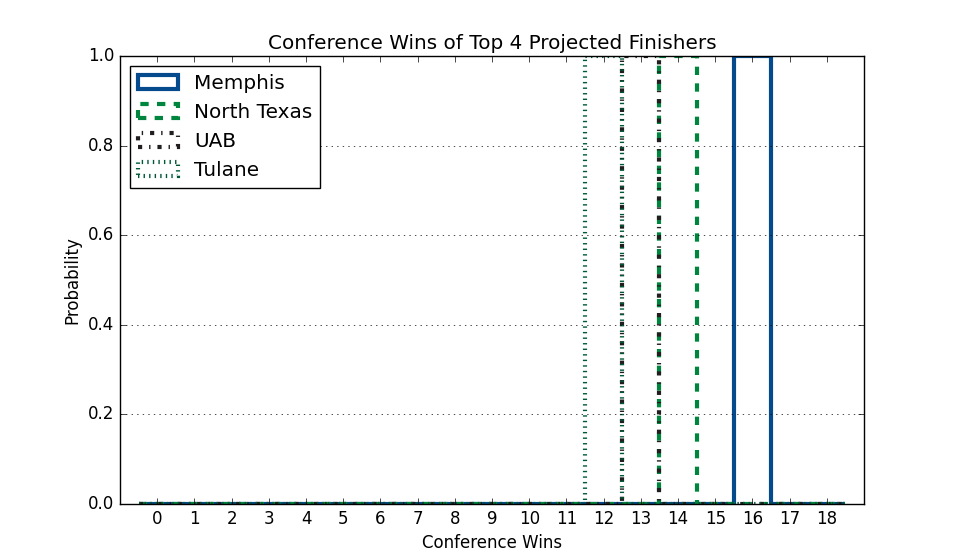 Conference Wins of Top 4 Projected Finishers
1.0
0.8
0.6
0.4
0.2
0.0
Probability
Memphis
North Texas
UAB
Tulane
0 1 2 3 4 5 6 7 8 9 10 11 12 13 14 15 16 17 18
Conference Wins